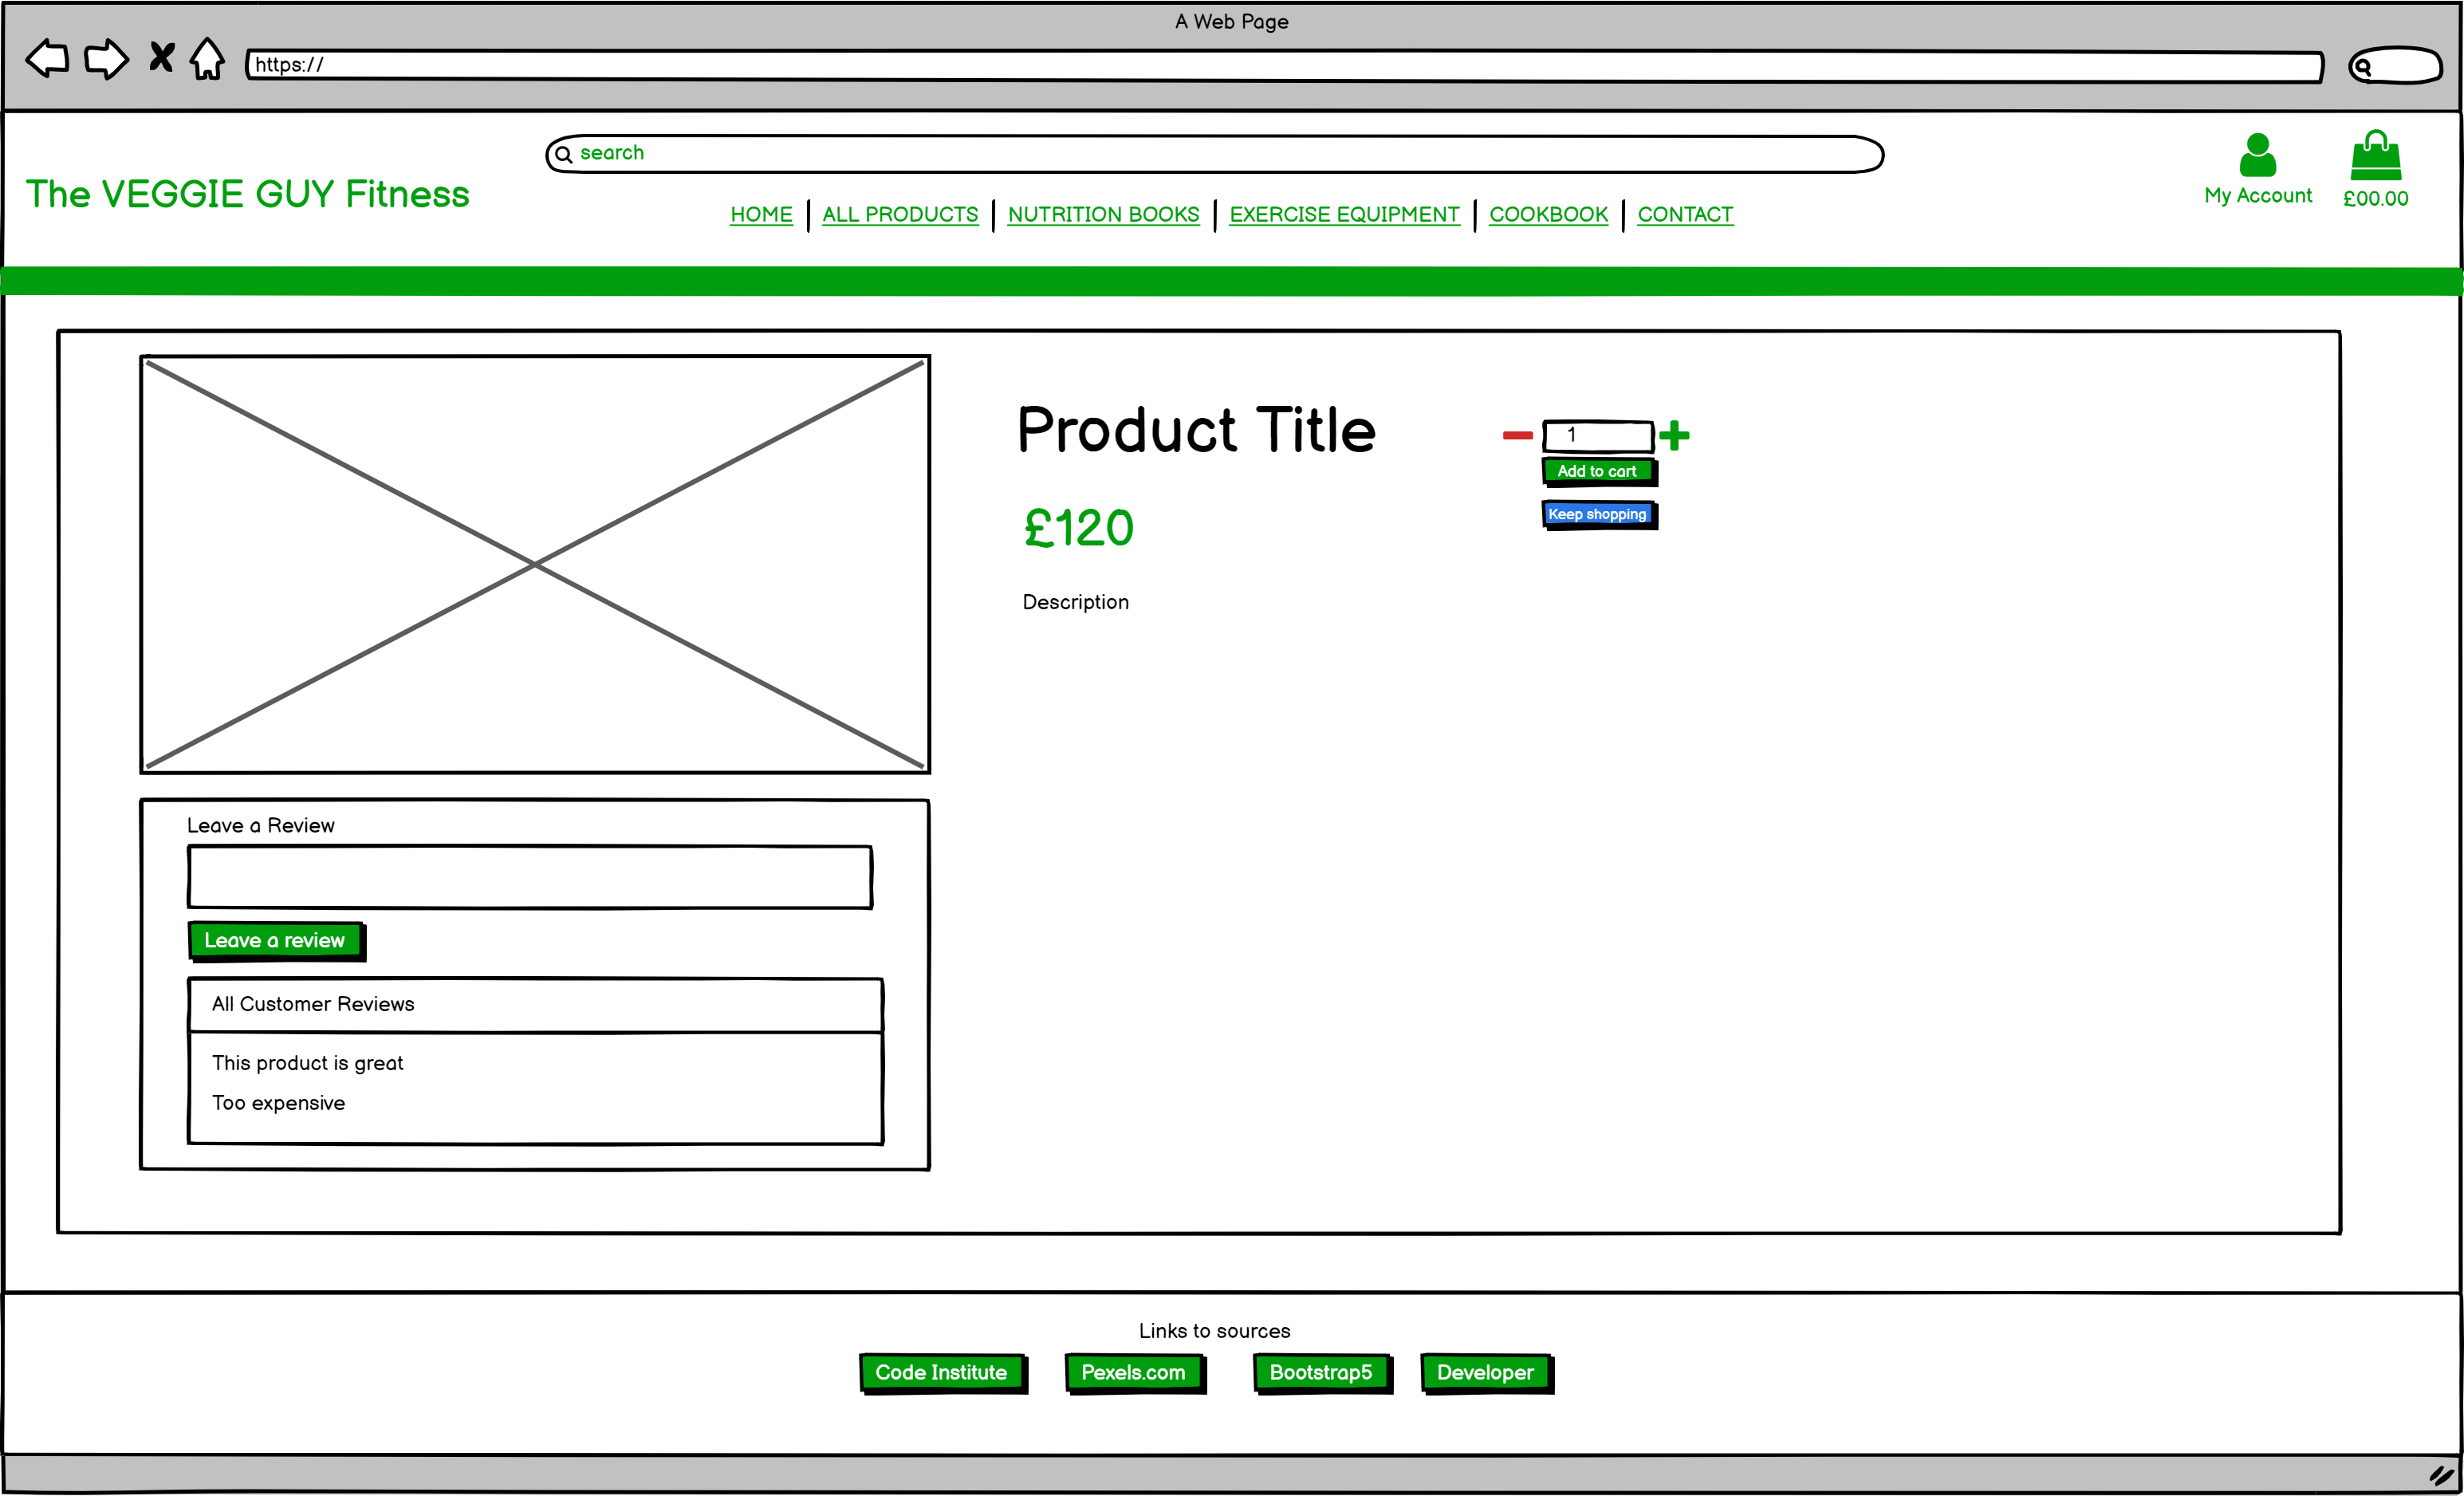 A Web Page
https://
search
The VEGGIE GUY Fitness
HOME ALL PRODUCTS NUTRITION BOOKS EXERCISE EQUIPMENT COOKBOOK CONTACT
My Account £00.00
Product Title
1
Add to cart
Keep shopping
£120
Description
Leave a Review
Leave a review
All Customer Reviews
This product is great
Too expensive
Links to sources
Code Institute Pexels.com Bootstrap5 Developer